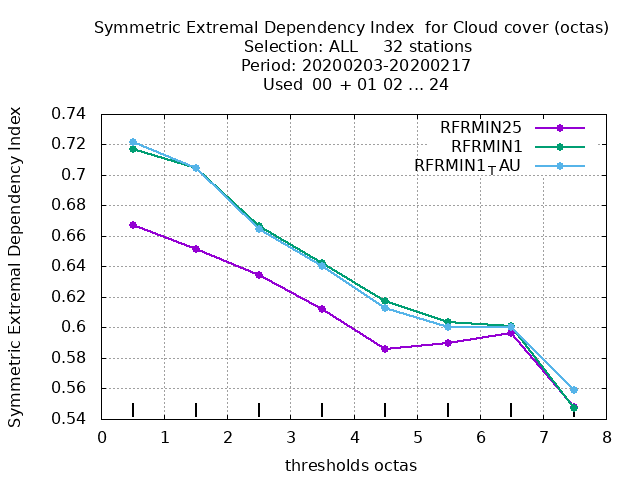 Symmetric Extremal Dependency Index for Cloud cover (octas)
Selection: ALL 32 stations
Period: 20200203-20200217
Used 00 + 01 02 ... 24
Symmetric Extremal Dependency Index
0.74
0.72
0.7
0.68
0.66
0.64
0.62
0.6
0.58
0.56
0.54
RFRMIN25
RFRMIN1
RFRMIN1TAU
0 1 2 3 4 5 6 7 8
thresholds octas